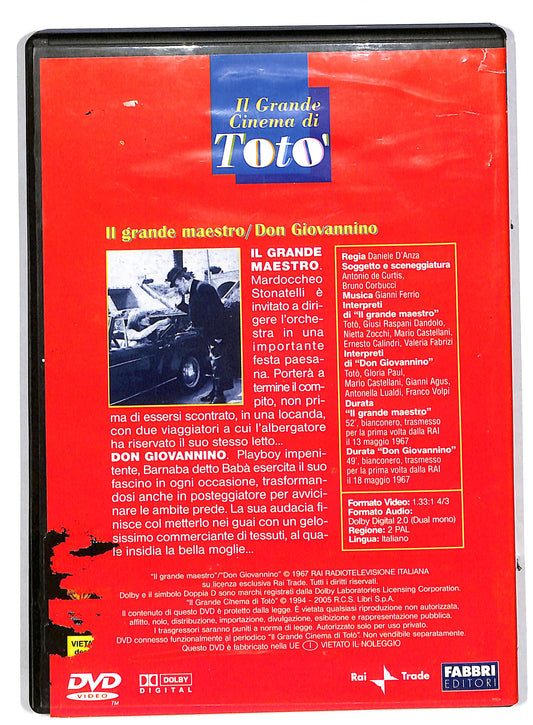 Il Grande
Cinema di
Totò
Il grande maestro/Don Giovannino
IL GRANDE
MAESTRO.
Mardoccheo
Stonatelli è
invitato a di-
rigere l'orche-
stra in una
importante
festa paesa-
na. Porterà a
termine il com-
pito, non pri-
ma di essersi scontrato, in una locanda,
con due viaggiatori a cui l'albergatore
ha riservato il suo stesso letto...
DON GIOVANNINO. Playboy impeni-
tente, Barnaba detto Babà esercita il suo
fascino in ogni occasione, trasforman-
dosi anche in posteggiatore per avvici-
nare le ambite prede. La sua audacia fi-
nisce col metterlo nei guai con un gelo-
sissimo commerciante di tessuti, al qua-
le insidia la bella moglie...
Regia Daniele D'Anza
Soggetto e sceneggiatura
Antonio de Curtis,
Bruno Corbucci
Musica Gianni Ferrio
Interpreti
di "Il grande maestro"
Totò, Giusi Raspani Dandolo,
Nietta Zocchi, Mario Castellani,
Ernesto Calindri, Valeria Fabrizi
Interpreti
di "Don Giovannino"
Totò, Gloria Paul,
Mario Castellani, Gianni Agus,
Antonella Lualdi, Franco Volpi
Durata
"Il grande maestro"
52', bianconero, trasmesso
per la prima volta dalla RAI
il 13 maggio 1967
Durata "Don Giovannino"
49', bianconero, trasmesso
per la prima volta dalla RAI
il 18 maggio 1967
Formato Video: 1.33:1 4/3
Formato Audio:
Dolby Digital 2.0 (Dual mono)
Regione: 2 PAL
Lingua: Italiano
"Il grande maestro"/"Don Giovannino" © 1967 RAI RADIOTELEVISIONE ITALIANA
su licenza esclusiva Rai Trade. Tutti i diritti riservati.
Dolby e il simbolo Doppia D sono marchi registrati dalla Dolby Laboratories Licensing Corporation.
"Il Grande Cinema di Totò" © 1994 - 2005 R.C.S. Libri S.p.A.
Il contenuto di questo DVD è protetto dalla legge. È vietata qualsiasi riproduzione non autorizzata,
affitto, nolo, distribuzione, importazione, divulgazione, esibizione e rappresentazione pubblica.
I trasgressori saranno puniti a norma di legge. Autorizzato solo per uso privato.
DVD connesso funzionalmente al periodico "Il Grande Cinema di Totò". Non vendibile separatamente.
Questo DVD è fabbricato nella UE I VIETATO IL NOLEGGIO
VIETA
DVD
VIDEO
TM
DOLBY
DIGITAL
Rai Trade
FABBRI
EDITORI